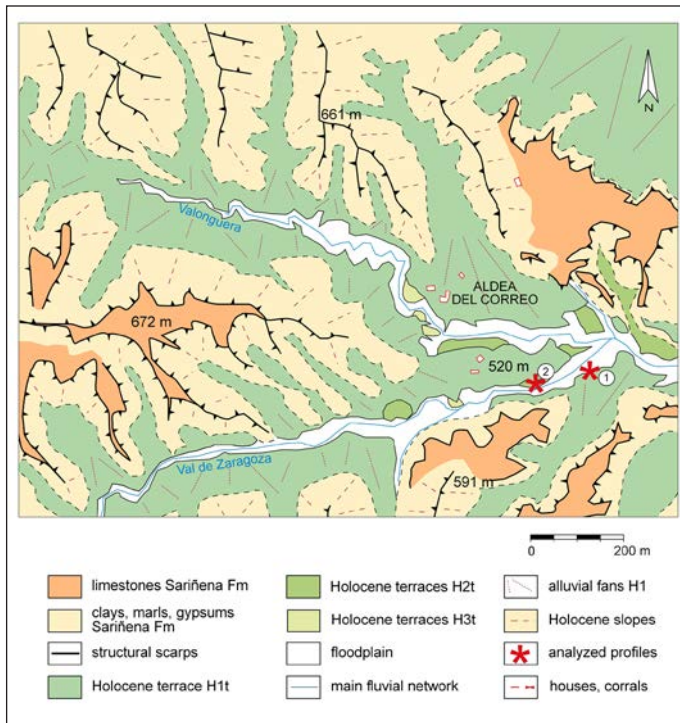 N
661 m
Valonguera
ALDEA
DEL CORREO
672 m
520 m
2
1
Val de Zaragoza
591 m
0 200 m
limestones Sariñena Fm
clays, marls, gypsums
Sariñena Fm
structural scarps
Holocene terrace H1t
Holocene terraces H2t
Holocene terraces H3t
floodplain
main fluvial network
alluvial fans H1
Holocene slopes
analyzed profiles
houses, corrals